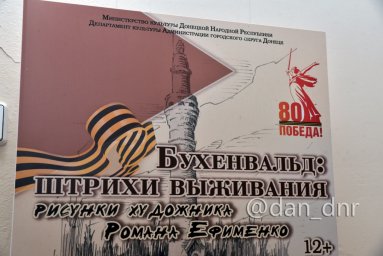 Министерство культуры Донецкой Народной Республики
Департамент культуры Администрации городского округа Донецк
80
ПОБЕДА!
Бухенвальд:
штрихи выживания
рисунки художника
Романа Ефименко
@dan_dnr
12+